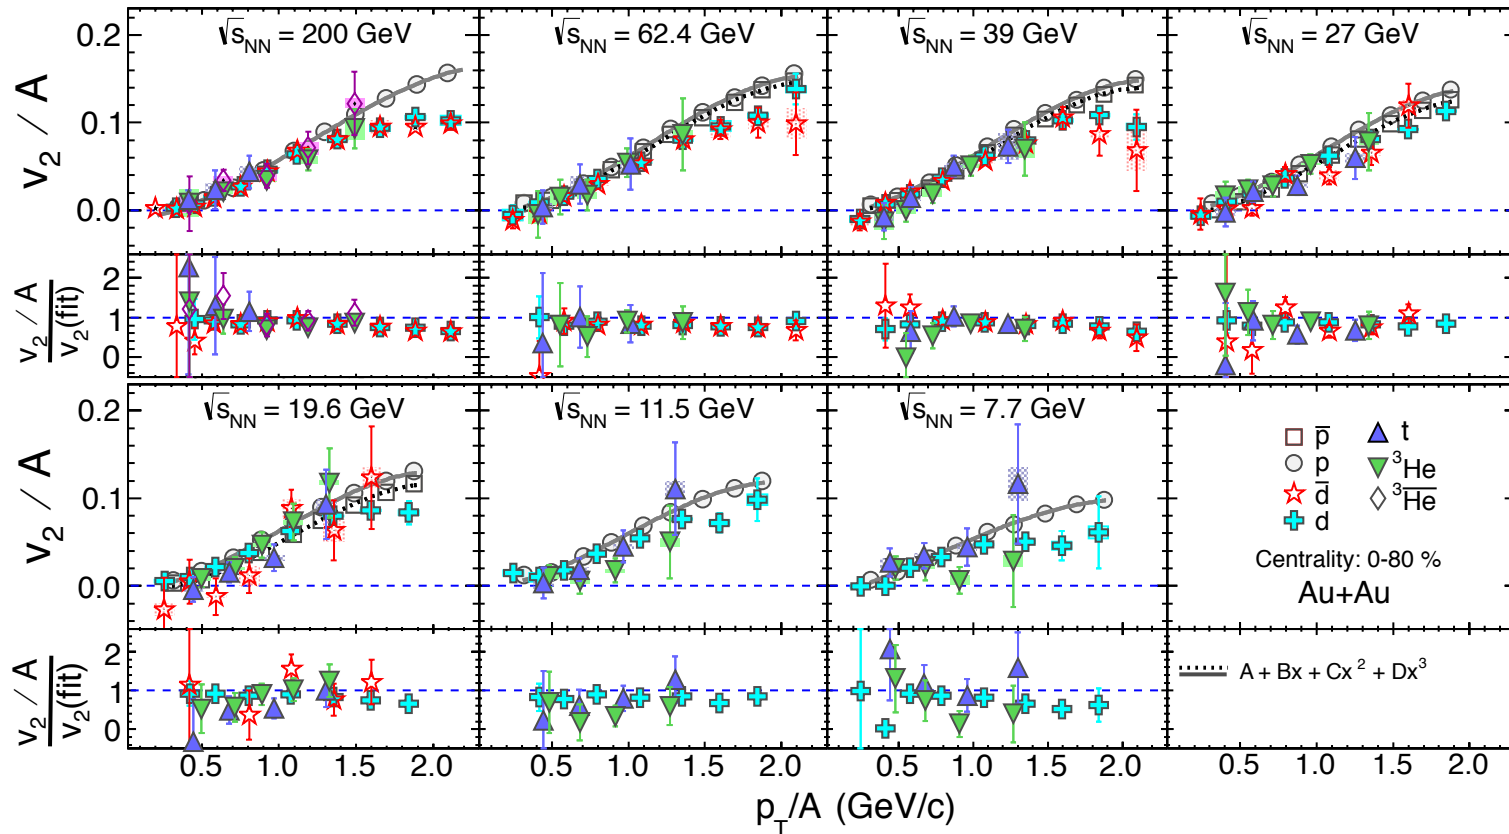 √sNN = 200 GeV
√sNN = 62.4 GeV
√sNN = 39 GeV
√sNN = 27 GeV
0.2
0.1
0.0
v2 / A
2
1
0
v2 / A
v2(fit)
√sNN = 19.6 GeV
√sNN = 11.5 GeV
√sNN = 7.7 GeV
0.2
0.1
0.0
v2 / A
p̅
p
d̅
d
t
³He
³H̅e̅
Centrality: 0-80 %
Au+Au
2
1
0
v2 / A
v2(fit)
A + Bx + Cx² + Dx³
0.5 1.0 1.5 2.0
0.5 1.0 1.5 2.0
0.5 1.0 1.5 2.0
0.5 1.0 1.5 2.0
pT/A (GeV/c)